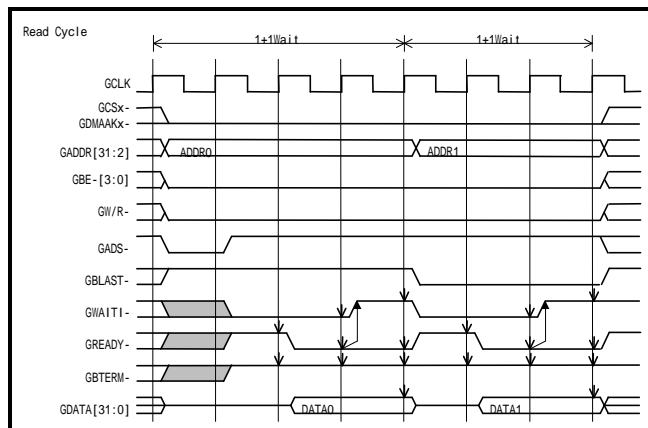 Read Cycle
1+1Wait 1+1Wait
GCLK
GCSx-
GDMAAKx-
GADDR[31:2] ADDR0 ADDR1
GBE-[3:0]
GW/R-
GADS-
GBLAST-
GWAITI-
GREADY-
GBTERM-
GDATA[31:0] DATA0 DATA1